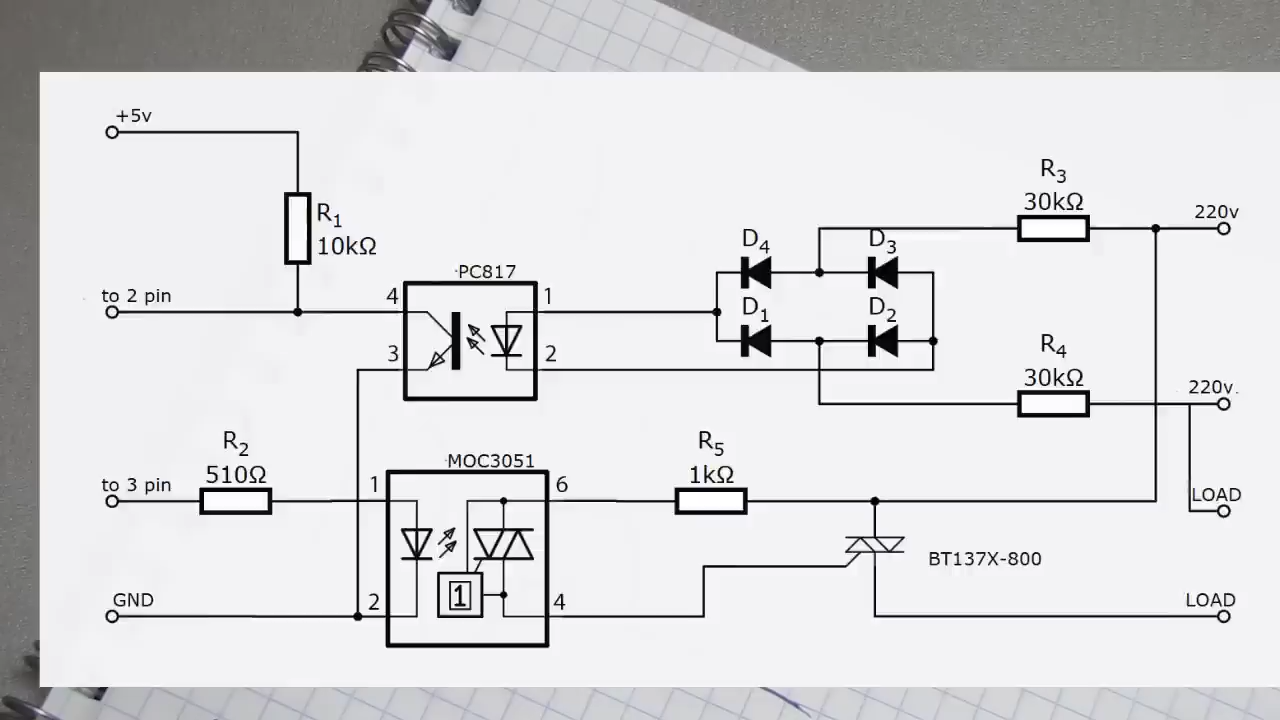 +5v
R1
10kΩ
to 2 pin
PC817
4
3
1
2
D4
D3
D1
D2
R3
30kΩ
220v
R4
30kΩ
220v.
R2
510Ω
to 3 pin
MOC3051
1
2
1
6
4
R5
1kΩ
BT137X-800
LOAD
LOAD
GND